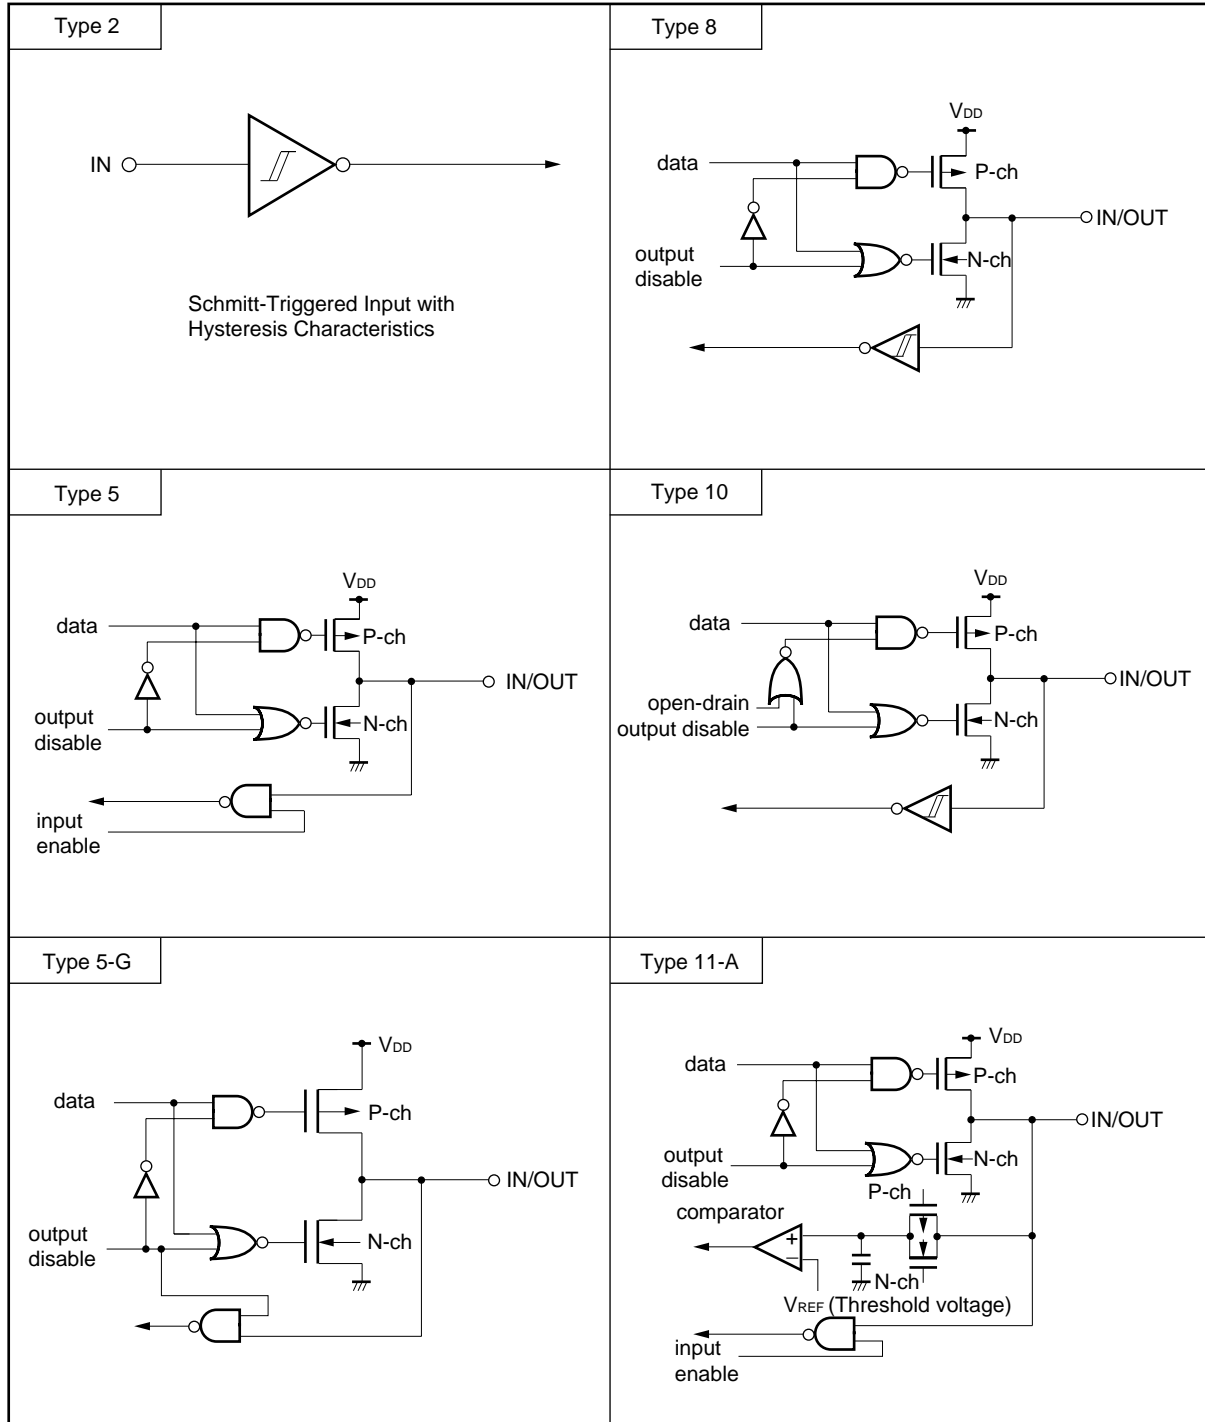 Type 2
IN
Schmitt-Triggered Input with
Hysteresis Characteristics
Type 8
VDD
data
P-ch
IN/OUT
output
disable
N-ch
Type 5
VDD
data
P-ch
IN/OUT
output
disable
N-ch
input
enable
Type 10
VDD
data
P-ch
IN/OUT
open-drain
output disable
N-ch
Type 5-G
VDD
data
P-ch
IN/OUT
output
disable
N-ch
Type 11-A
VDD
data
P-ch
IN/OUT
output
disable
N-ch
P-ch
comparator
+
−
N-ch
VREF (Threshold voltage)
input
enable